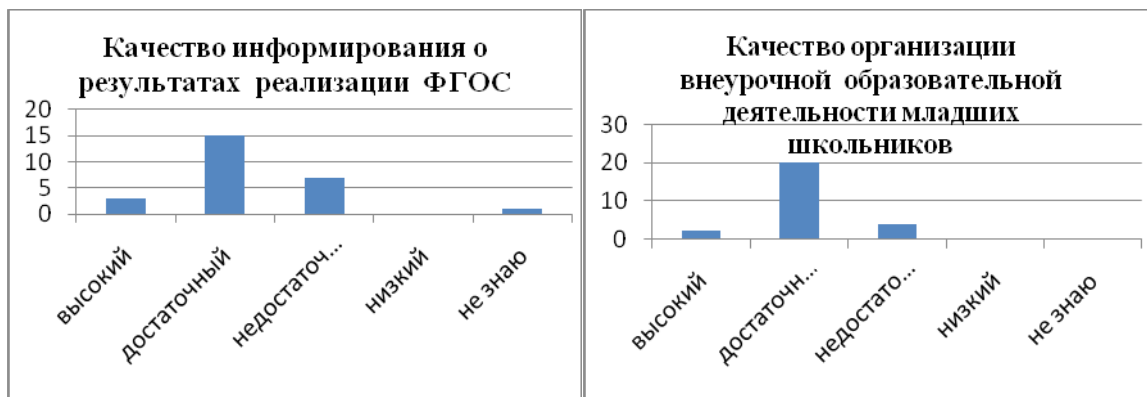 Качество информирования о
результатах реализации ФГОС
20
15
10
5
0
высокий
достаточный
недостаточ...
низкий
не знаю
Качество организации
внеурочной образовательной
деятельности младших
школьников
30
20
10
0
высокий
достаточн...
недостато...
низкий
не знаю